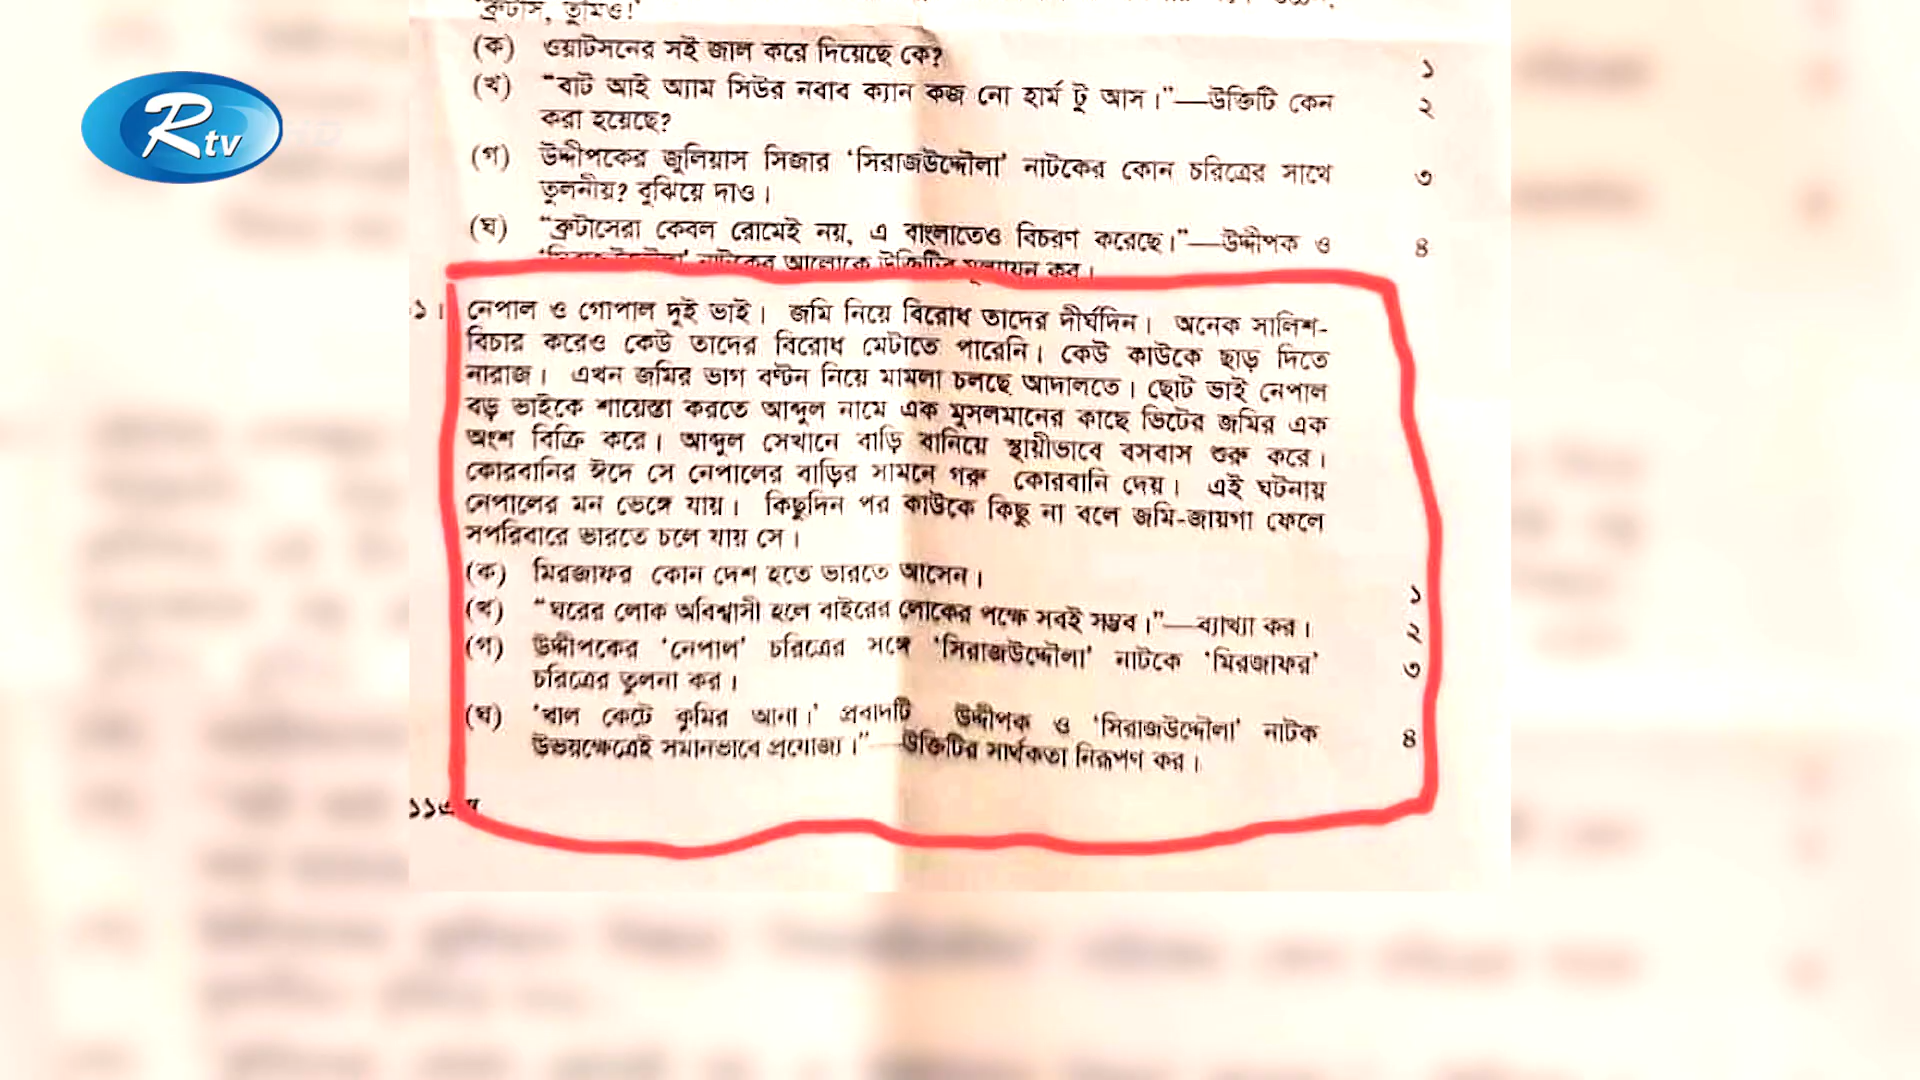 ব্রুটাস, তুমিও!'
(ক) ওয়াটসনের সই জাল করে দিয়েছে কে? ১
(খ) “বাট আই অ্যাম সিউর নবাব ক্যান কজ নো হার্ম টু আস।”—উক্তিটি কেন ২
করা হয়েছে?
(গ) উদ্দীপকের জুলিয়াস সিজার ‘সিরাজউদ্দৌলা’ নাটকের কোন চরিত্রের সাথে ৩
তুলনীয়? বুঝিয়ে দাও।
(ঘ) “ব্রুটাসেরা কেবল রোমেই নয়, এ বাংলাতেও বিচরণ করেছে।”—উদ্দীপক ও ৪
‘সিরাজউদ্দৌলা’ নাটকের আলোকে উক্তিটির মূল্যায়ন কর।
১। নেপাল ও গোপাল দুই ভাই। জমি নিয়ে বিরোধ তাদের দীর্ঘদিন। অনেক সালিশ-
বিচার করেও কেউ তাদের বিরোধ মেটাতে পারেনি। কেউ কাউকে ছাড় দিতে
নারাজ। এখন জমির ভাগ বণ্টন নিয়ে মামলা চলছে আদালতে। ছোট ভাই নেপাল
বড় ভাইকে শায়েস্তা করতে আব্দুল নামে এক মুসলমানের কাছে ভিটের জমির এক
অংশ বিক্রি করে। আব্দুল সেখানে বাড়ি বানিয়ে স্থায়ীভাবে বসবাস শুরু করে।
কোরবানির ঈদে সে নেপালের বাড়ির সামনে গরু কোরবানি দেয়। এই ঘটনায়
নেপালের মন ভেঙ্গে যায়। কিছুদিন পর কাউকে কিছু না বলে জমি-জায়গা ফেলে
সপরিবারে ভারতে চলে যায় সে।
(ক) মিরজাফর কোন দেশ হতে ভারতে আসেন। ১
(খ) “ঘরের লোক অবিশ্বাসী হলে বাইরের লোকের পক্ষে সবই সম্ভব।”—ব্যাখ্যা কর। ২
(গ) উদ্দীপকের ‘নেপাল’ চরিত্রের সঙ্গে ‘সিরাজউদ্দৌলা’ নাটকে ‘মিরজাফর’ ৩
চরিত্রের তুলনা কর।
(ঘ) ‘খাল কেটে কুমির আনা।’ প্রবাদটি উদ্দীপক ও ‘সিরাজউদ্দৌলা’ নাটক ৪
উভয়ক্ষেত্রেই সমানভাবে প্রযোজ্য।”—উক্তিটির সার্থকতা নিরূপণ কর।
Rtv